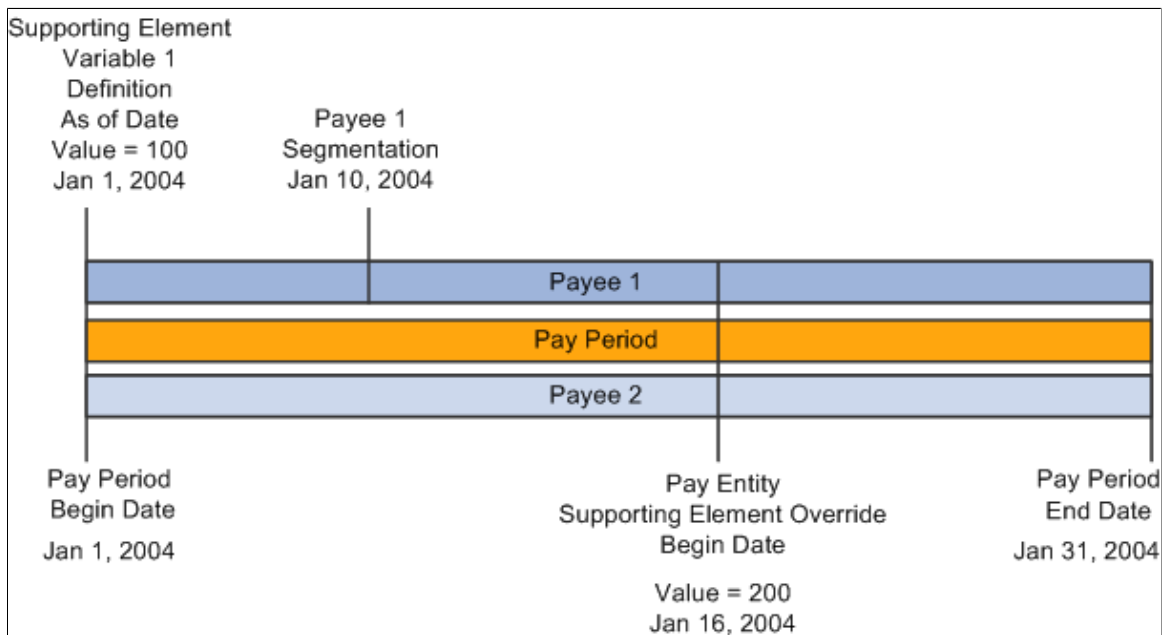 Supporting Element
Variable 1
Definition
As of Date
Value = 100
Jan 1, 2004
Payee 1
Segmentation
Jan 10, 2004
Payee 1
Pay Period
Payee 2
Pay Period
Begin Date
Jan 1, 2004
Pay Entity
Supporting Element Override
Begin Date
Value = 200
Jan 16, 2004
Pay Period
End Date
Jan 31, 2004